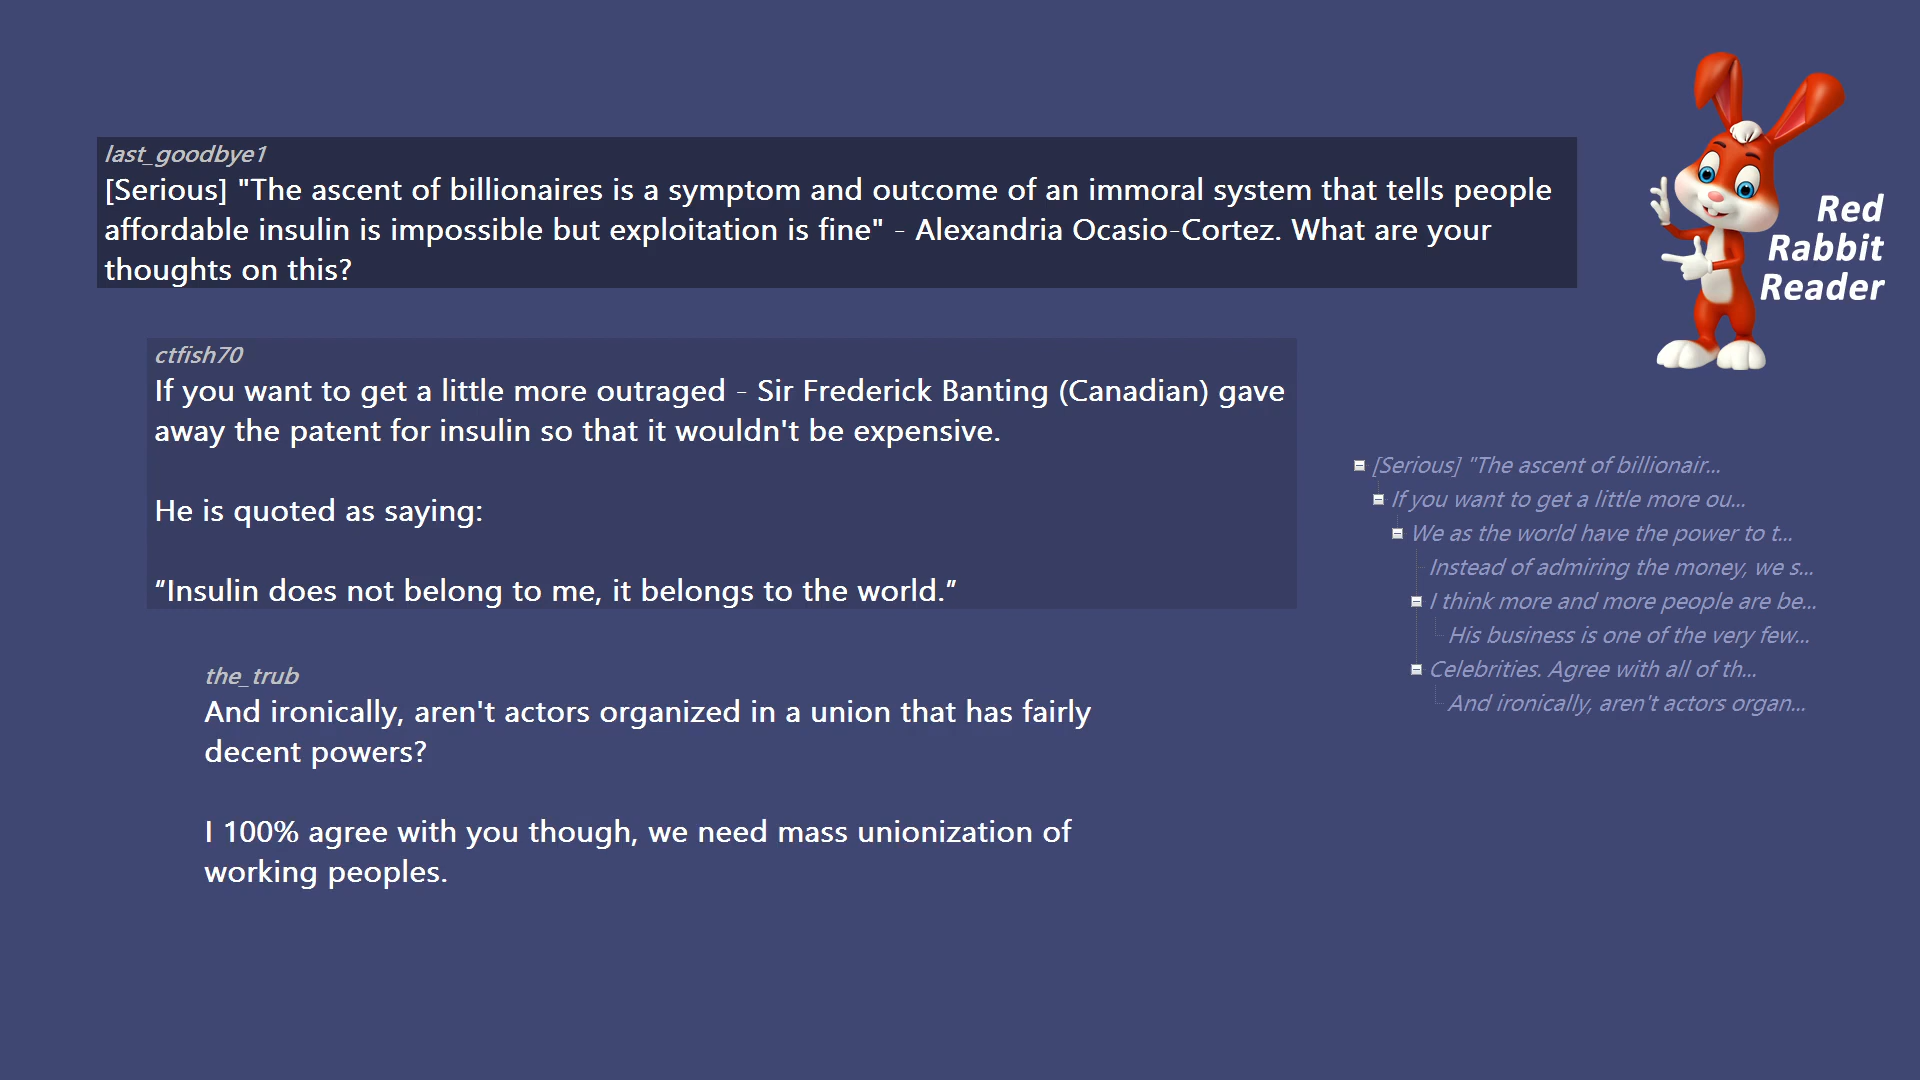 last_goodbye1
[Serious] "The ascent of billionaires is a symptom and outcome of an immoral system that tells people
affordable insulin is impossible but exploitation is fine" - Alexandria Ocasio-Cortez. What are your
thoughts on this?
Red
Rabbit
Reader
ctfish70
If you want to get a little more outraged - Sir Frederick Banting (Canadian) gave
away the patent for insulin so that it wouldn't be expensive.
He is quoted as saying:
“Insulin does not belong to me, it belongs to the world.”
the_trub
And ironically, aren't actors organized in a union that has fairly
decent powers?
I 100% agree with you though, we need mass unionization of
working peoples.
[Serious] "The ascent of billionair...
If you want to get a little more ou...
We as the world have the power to t...
Instead of admiring the money, we s...
I think more and more people are be...
His business is one of the very few...
Celebrities. Agree with all of th...
And ironically, aren't actors organ...